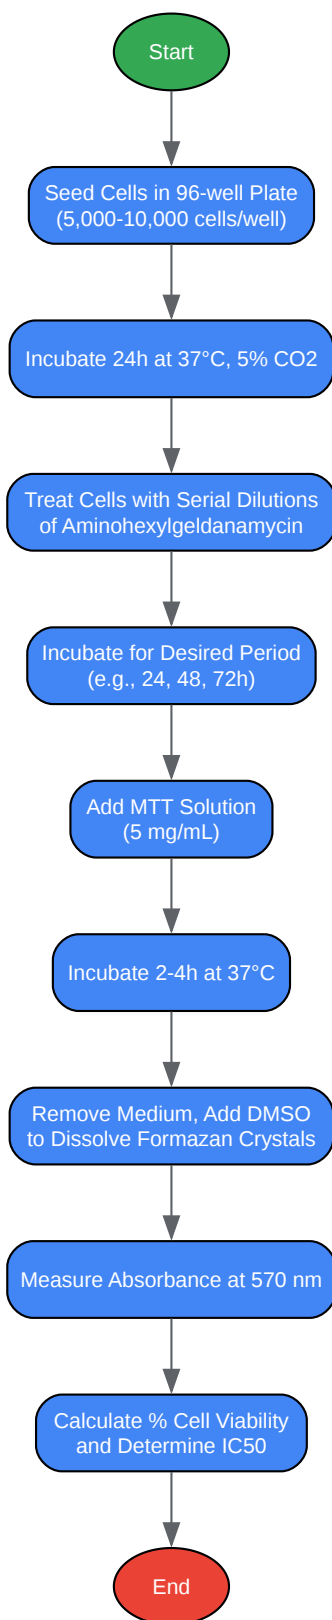 Start
Seed Cells in 96-well Plate
(5,000-10,000 cells/well)
Incubate 24h at 37°C, 5% CO2
Treat Cells with Serial Dilutions
of Aminohexylgeldanamycin
Incubate for Desired Period
(e.g., 24, 48, 72h)
Add MTT Solution
(5 mg/mL)
Incubate 2-4h at 37°C
Remove Medium, Add DMSO
to Dissolve Formazan Crystals
Measure Absorbance at 570 nm
Calculate % Cell Viability
and Determine IC50
End